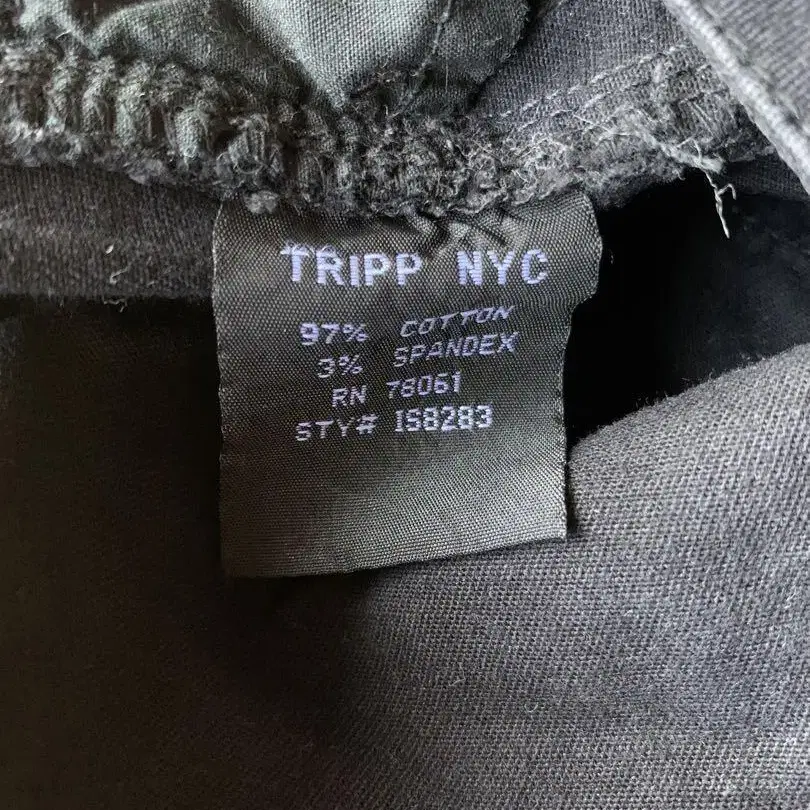 TRIPP NYC
97% COTTON
3% SPANDEX
RN 78061
STY# IS8283